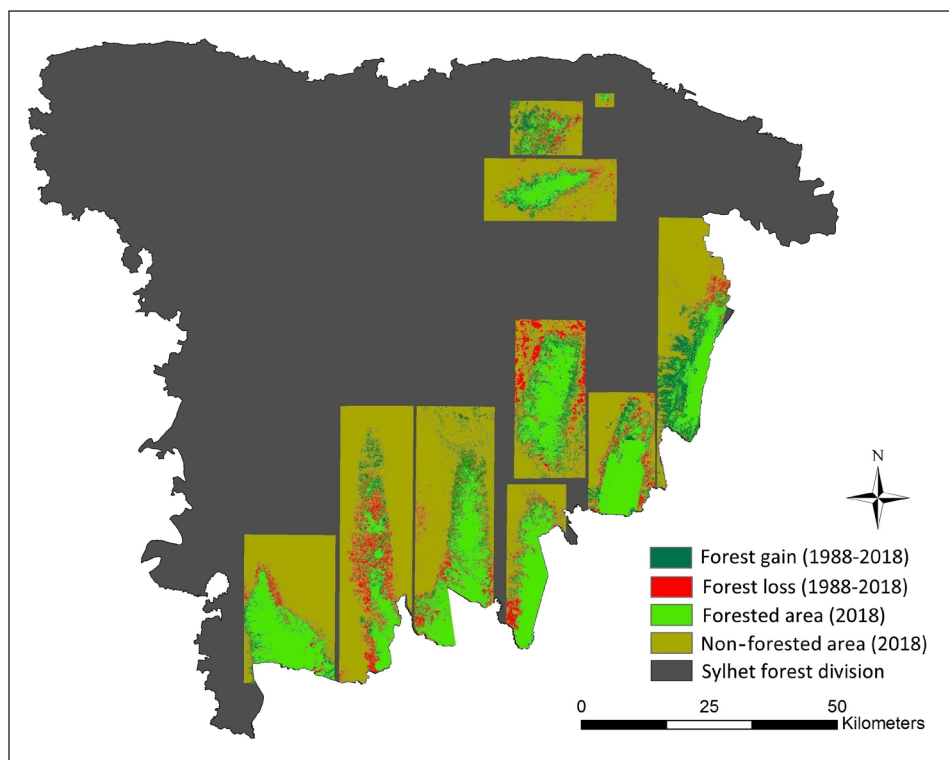 N
Forest gain (1988-2018)
Forest loss (1988-2018)
Forested area (2018)
Non-forested area (2018)
Sylhet forest division
0 25 50
Kilometers